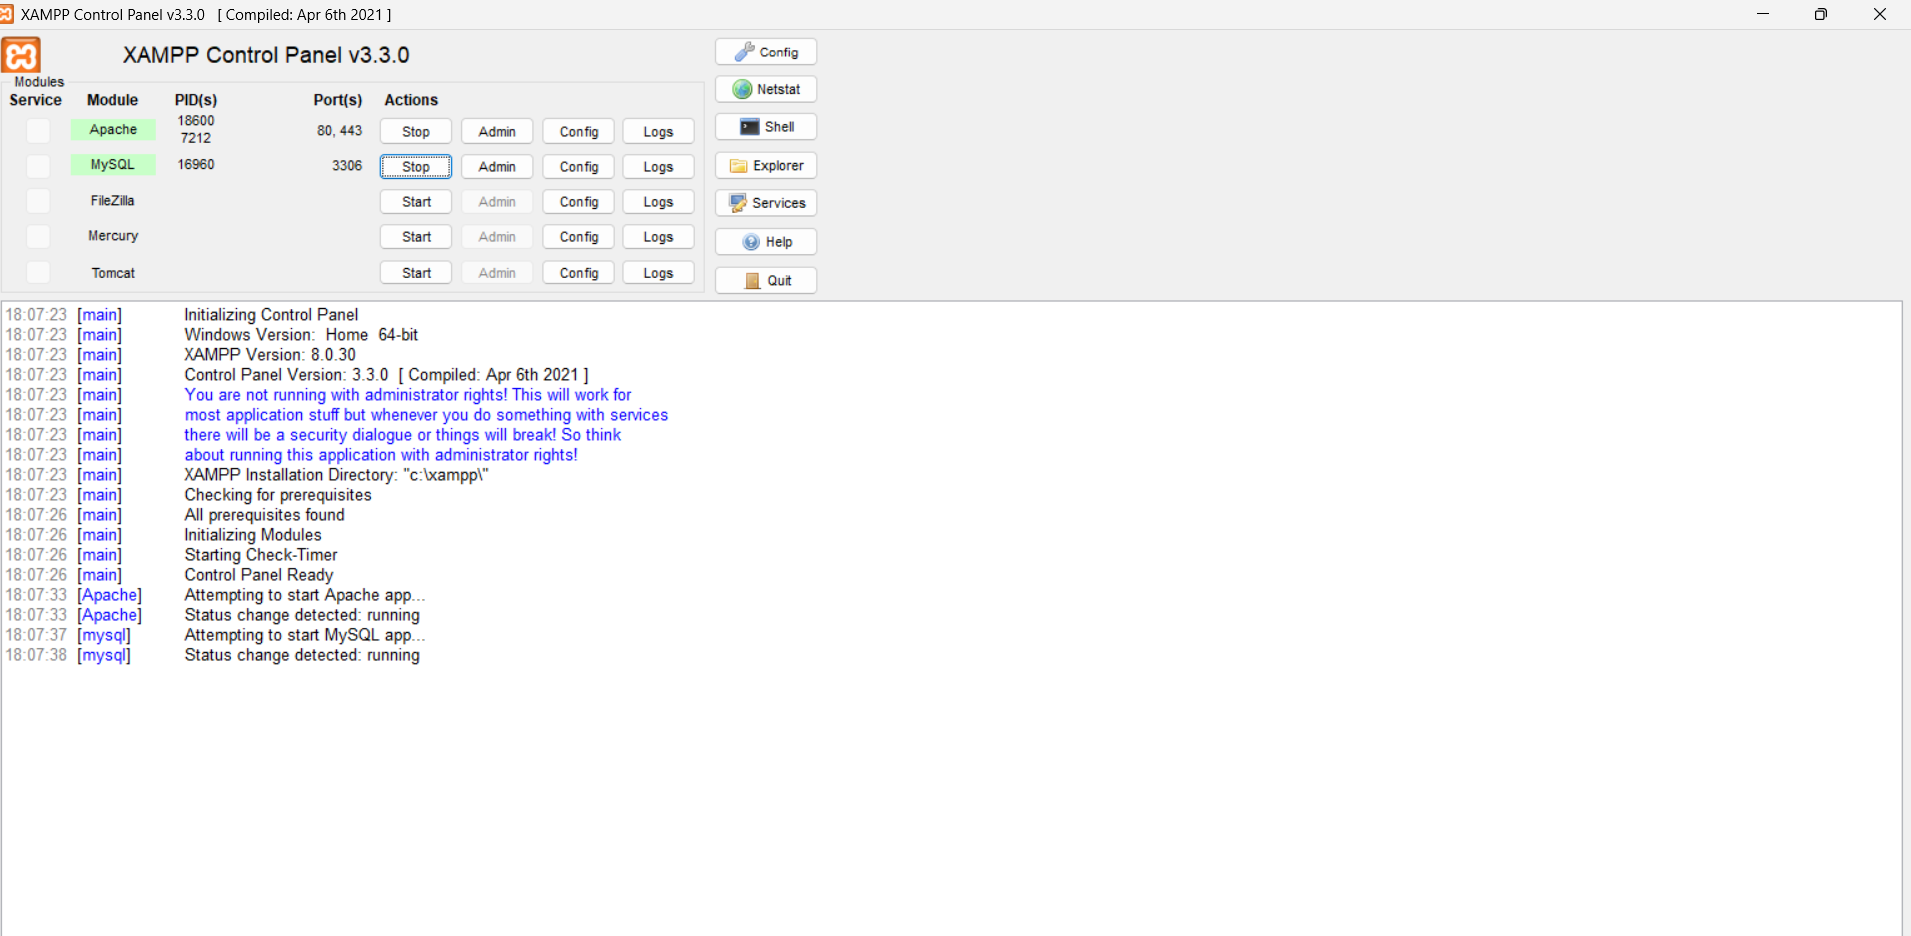 XAMPP Control Panel v3.3.0 [ Compiled: Apr 6th 2021 ]
XAMPP Control Panel v3.3.0
Config
Modules
Service Module PID(s) Port(s) Actions
Netstat
Apache 18600 7212 80, 443 Stop Admin Config Logs
Shell
MySQL 16960 3306 Stop Admin Config Logs
Explorer
FileZilla Start Admin Config Logs
Services
Mercury Start Admin Config Logs
Help
Tomcat Start Admin Config Logs
Quit
18:07:23 [main] Initializing Control Panel
18:07:23 [main] Windows Version: Home 64-bit
18:07:23 [main] XAMPP Version: 8.0.30
18:07:23 [main] Control Panel Version: 3.3.0 [ Compiled: Apr 6th 2021 ]
18:07:23 [main] You are not running with administrator rights! This will work for
18:07:23 [main] most application stuff but whenever you do something with services
18:07:23 [main] there will be a security dialogue or things will break! So think
18:07:23 [main] about running this application with administrator rights!
18:07:23 [main] XAMPP Installation Directory: "c:\xampp\"
18:07:23 [main] Checking for prerequisites
18:07:26 [main] All prerequisites found
18:07:26 [main] Initializing Modules
18:07:26 [main] Starting Check-Timer
18:07:26 [main] Control Panel Ready
18:07:33 [Apache] Attempting to start Apache app...
18:07:33 [Apache] Status change detected: running
18:07:37 [mysql] Attempting to start MySQL app...
18:07:38 [mysql] Status change detected: running